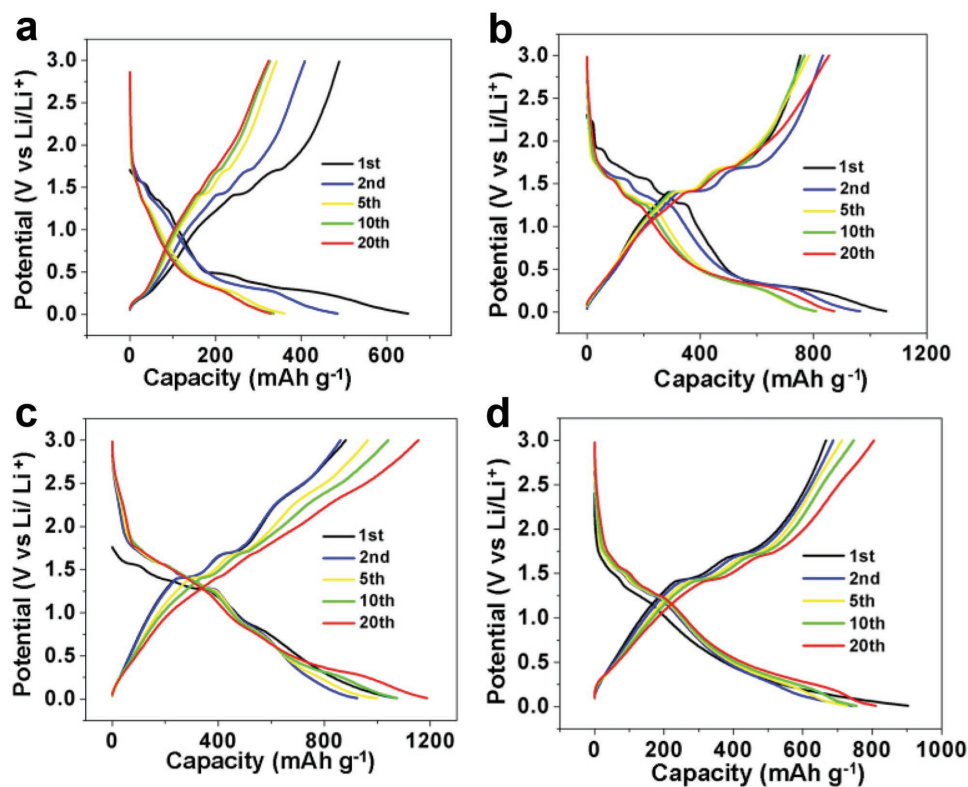 a
Potential (V vs Li/Li⁺)
3.0
2.5
2.0
1.5
1.0
0.5
0.0
1st
2nd
5th
10th
20th
0 200 400 600
Capacity (mAh g⁻¹)
b
Potential (V vs Li/Li⁺)
3.0
2.5
2.0
1.5
1.0
0.5
0.0
1st
2nd
5th
10th
20th
0 400 800 1200
Capacity (mAh g⁻¹)
c
Potential (V vs Li/ Li⁺)
3.0
2.5
2.0
1.5
1.0
0.5
0.0
1st
2nd
5th
10th
20th
0 400 800 1200
Capacity (mAh g⁻¹)
d
Potential (V vs Li/Li⁺)
3.0
2.5
2.0
1.5
1.0
0.5
0.0
1st
2nd
5th
10th
20th
0 200 400 600 800 1000
Capacity (mAh g⁻¹)